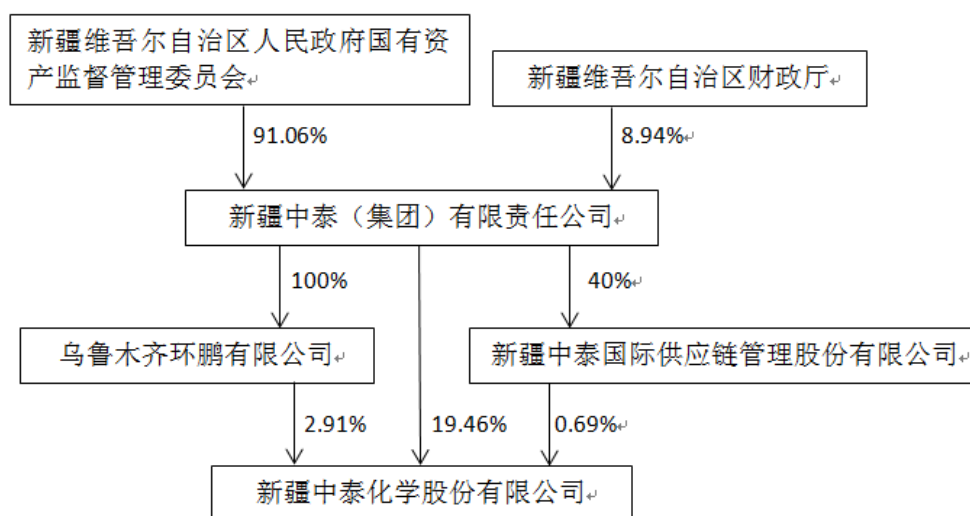 新疆维吾尔自治区人民政府国有资
产监督管理委员会
新疆维吾尔自治区财政厅
91.06%
8.94%
新疆中泰（集团）有限责任公司
100%
40%
乌鲁木齐环鹏有限公司
新疆中泰国际供应链管理股份有限公司
2.91%
19.46%
0.69%
新疆中泰化学股份有限公司